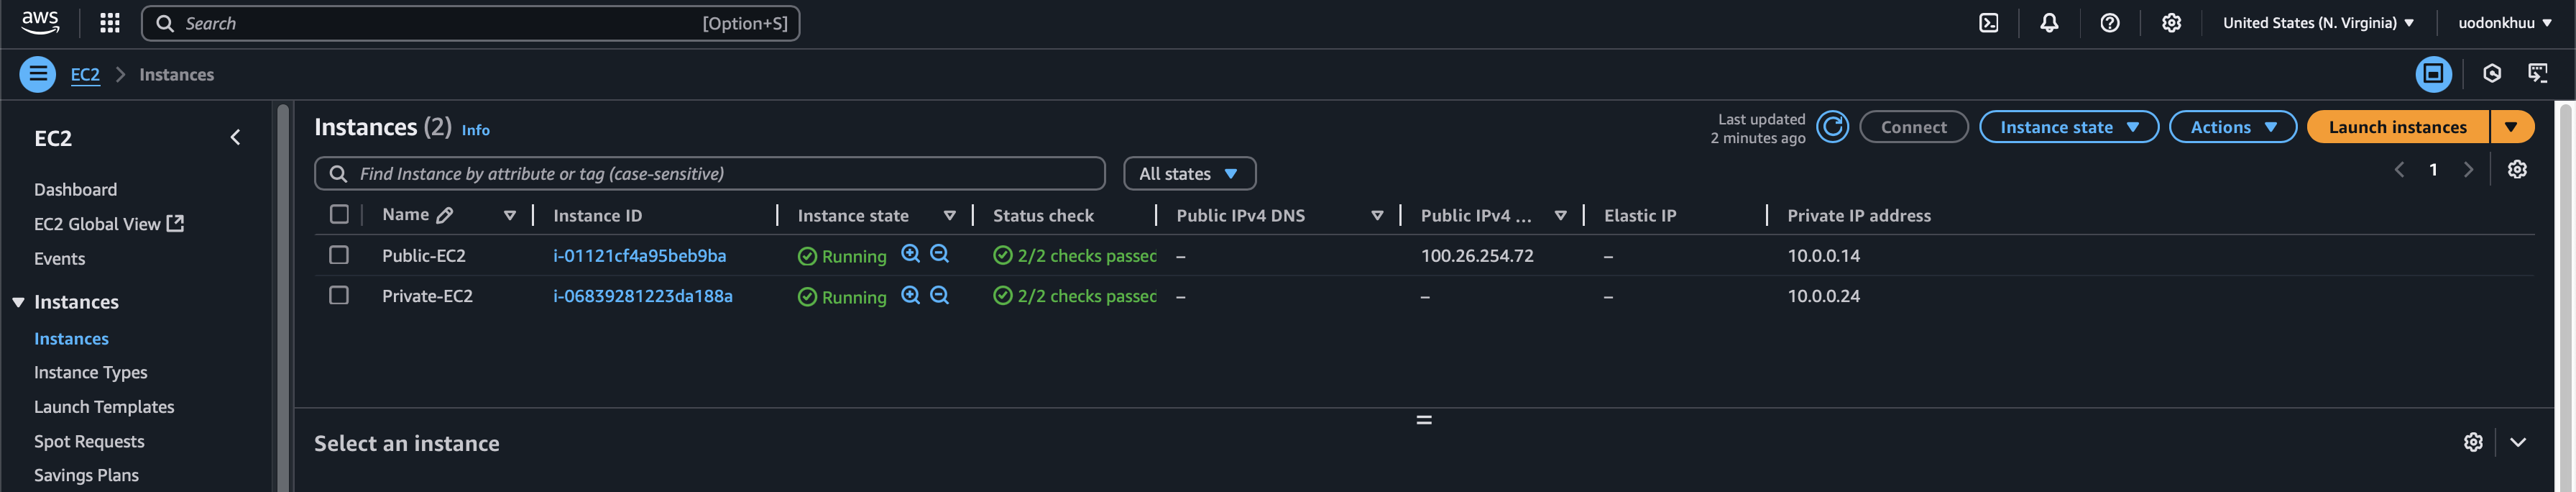 aws
Search [Option+S]
United States (N. Virginia)
uodonkhuu
EC2 Instances
EC2
Dashboard
EC2 Global View
Events
Instances
Instances
Instance Types
Launch Templates
Spot Requests
Savings Plans
Instances (2) Info
Last updated
2 minutes ago
Connect
Instance state
Actions
Launch instances
Find Instance by attribute or tag (case-sensitive)
All states
1
Name Instance ID Instance state Status check Public IPv4 DNS Public IPv4 ... Elastic IP Private IP address
Public-EC2 i-01121cf4a95beb9ba Running 2/2 checks passed – 100.26.254.72 – 10.0.0.14
Private-EC2 i-06839281223da188a Running 2/2 checks passed – – – 10.0.0.24
Select an instance